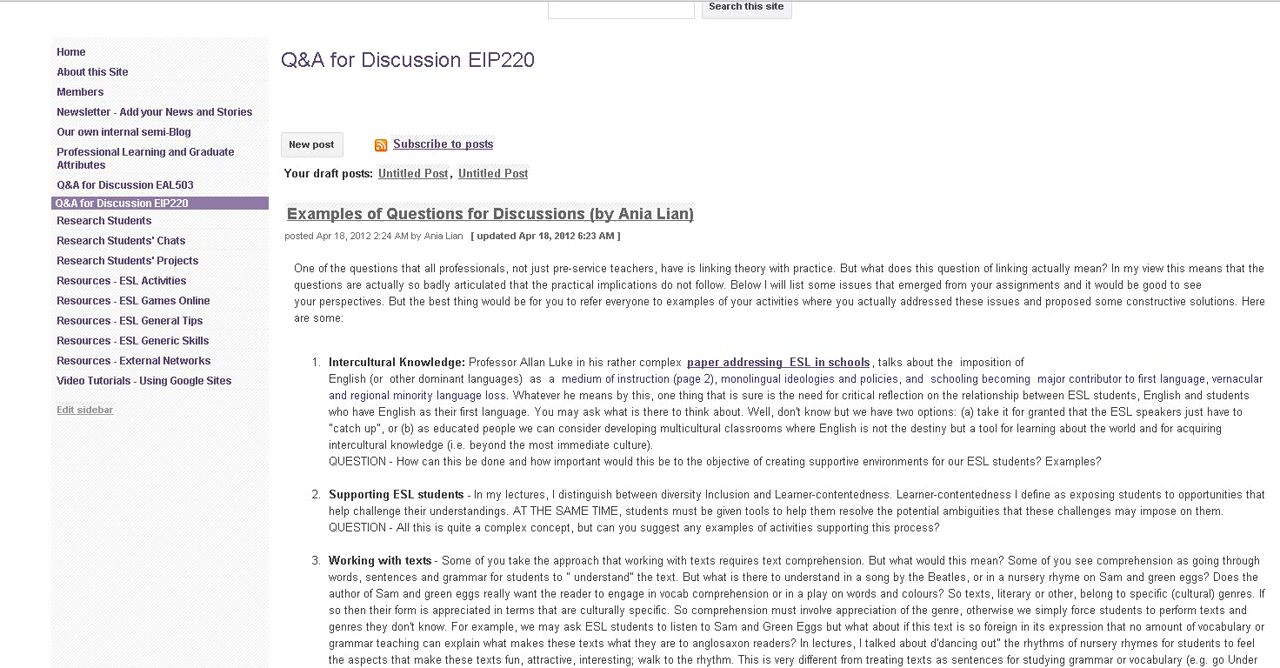 Search this site
Home
About this Site
Members
Newsletter - Add your News and Stories
Our own internal semi-Blog
Professional Learning and Graduate
Attributes
Q&A for Discussion EAL503
Q&A for Discussion EIP220
Research Students
Research Students' Chats
Research Students' Projects
Resources - ESL Activities
Resources - ESL Games Online
Resources - ESL General Tips
Resources - ESL Generic Skills
Resources - External Networks
Video Tutorials - Using Google Sites
Edit sidebar
Q&A for Discussion EIP220
New post
Subscribe to posts
Your draft posts: Untitled Post, Untitled Post
Examples of Questions for Discussions (by Ania Lian)
posted Apr 18, 2012 2:24 AM by Ania Lian [ updated Apr 18, 2012 6:23 AM ]
One of the questions that all professionals, not just pre-service teachers, have is linking theory with practice. But what does this question of linking actually mean? In my view this means that the
questions are actually so badly articulated that the practical implications do not follow. Below I will list some issues that emerged from your assignments and it would be good to see
your perspectives. But the best thing would be for you to refer everyone to examples of your activities where you actually addressed these issues and proposed some constructive solutions. Here
are some:
1. Intercultural Knowledge: Professor Allan Luke in his rather complex paper addressing ESL in schools, talks about the imposition of
English (or other dominant languages) as a medium of instruction (page 2), monolingual ideologies and policies, and schooling becoming major contributor to first language, vernacular
and regional minority language loss. Whatever he means by this, one thing that is sure is the need for critical reflection on the relationship between ESL students, English and students
who have English as their first language. You may ask what is there to think about. Well, don't know but we have two options: (a) take it for granted that the ESL speakers just have to
"catch up", or (b) as educated people we can consider developing multicultural classrooms where English is not the destiny but a tool for learning about the world and for acquiring
intercultural knowledge (i.e. beyond the most immediate culture).
QUESTION - How can this be done and how important would this be to the objective of creating supportive environments for our ESL students? Examples?
2. Supporting ESL students - In my lectures, I distinguish between diversity Inclusion and Learner-contentedness. Learner-contentedness I define as exposing students to opportunities that
help challenge their understandings. AT THE SAME TIME, students must be given tools to help them resolve the potential ambiguities that these challenges may impose on them.
QUESTION - All this is quite a complex concept, but can you suggest any examples of activities supporting this process?
3. Working with texts - Some of you take the approach that working with texts requires text comprehension. But what would this mean? Some of you see comprehension as going through
words, sentences and grammar for students to " understand" the text. But what is there to understand in a song by the Beatles, or in a nursery rhyme on Sam and green eggs? Does the
author of Sam and green eggs really want the reader to engage in vocab comprehension or in a play on words and colours? So texts, literary or other, belong to specific (cultural) genres. If
so then their form is appreciated in terms that are culturally specific. So comprehension must involve appreciation of the genre, otherwise we simply force students to perform texts and
genres they don't know. For example, we may ask ESL students to listen to Sam and Green Eggs but what about if this text is so foreign in its expression that no amount of vocabulary or
grammar teaching can explain what makes these texts what they are to anglosaxon readers? In lectures, I talked about d'dancing out" the rhythms of nursery rhymes for students to feel
the aspects that make these texts fun, attractive, interesting; walk to the rhythm. This is very different from treating texts as sentences for studying grammar or vocabulary (e.g. go Under